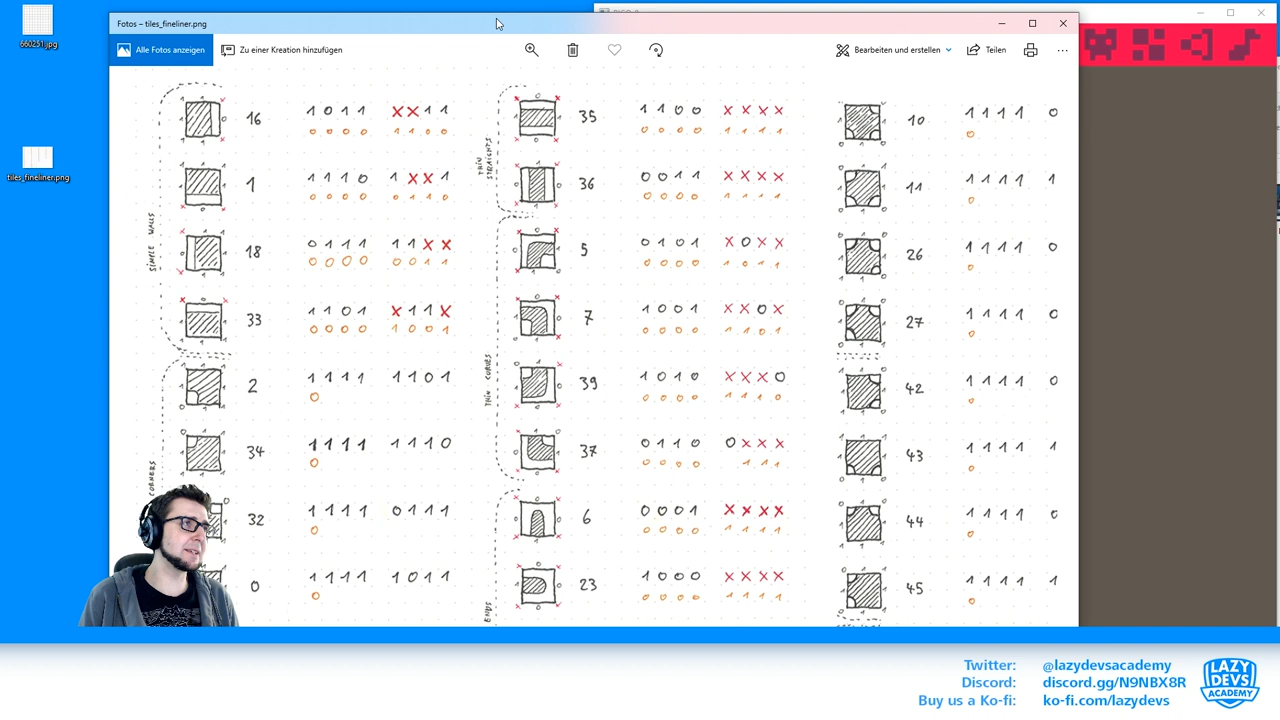 660251.jpg
tiles_fineliner.png
Fotos – tiles_fineliner.png
Alle Fotos anzeigen
Zu einer Kreation hinzufügen
Bearbeiten und erstellen
Teilen
SIMPLE WALLS
16 1 0 1 1 X X 1 1
0 0 0 0 1 1 0 0
1 1 1 1 0 1 X X 1
0 0 0 0 0 1 1 0
18 0 1 1 1 1 1 X X
0 0 0 0 0 0 1 1
33 1 1 0 1 X 1 1 X
0 0 0 0 1 0 0 1
CORNERS
2 1 1 1 1 1 1 0 1
0
34 1 1 1 1 1 1 1 0
0
32 1 1 1 1 0 1 1 1
0
0 1 1 1 1 1 0 1 1
0
THIN STRAIGHTS
35 1 1 0 0 X X X X
0 0 0 0 1 1 1 1
36 0 0 1 1 X X X X
0 0 0 0 1 1 1 1
THIN CURVES
5 0 1 0 1 X 0 X X
0 0 0 0 1 0 1 1
7 1 0 0 1 X X 0 X
0 0 0 0 1 1 0 1
39 1 0 1 0 X X X 0
0 0 0 0 1 1 1 0
37 0 1 1 0 0 X X X
0 0 0 0 1 1 1
ENDS
6 0 0 0 1 X X X X
0 0 0 0 1 1 1 1
23 1 0 0 0 X X X X
0 0 0 0 1 1 1 1
10 1 1 1 1 0
0
11 1 1 1 1 1
0
26 1 1 1 1 0
0
27 1 1 1 1 0
0
42 1 1 1 1 0
0
43 1 1 1 1 1
0
44 1 1 1 1 0
0
45 1 1 1 1 1
0
Twitter: @lazydevsacademy
Discord: discord.gg/N9NBX8R
Buy us a Ko-fi: ko-fi.com/lazydevs
LAZY
DEVS
ACADEMY